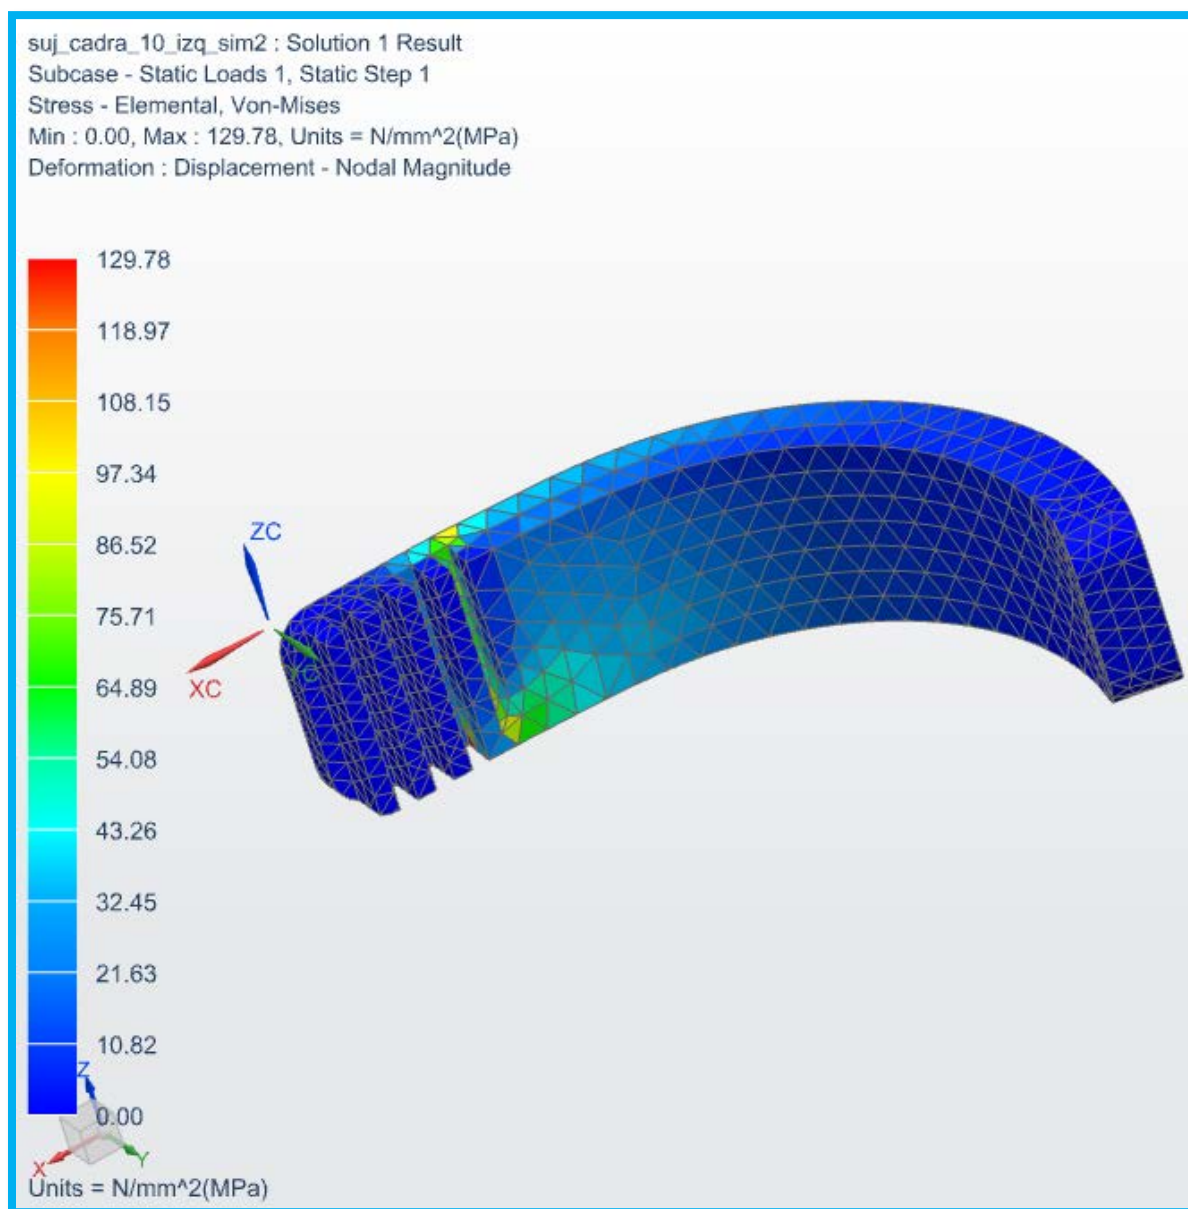 suj_cadra_10_izq_sim2 : Solution 1 Result
Subcase - Static Loads 1, Static Step 1
Stress - Elemental, Von-Mises
Min : 0.00, Max : 129.78, Units = N/mm^2(MPa)
Deformation : Displacement - Nodal Magnitude
129.78
118.97
108.15
97.34
86.52
75.71
64.89
54.08
43.26
32.45
21.63
10.82
0.00
ZC
YC
XC
Z
X
Y
Units = N/mm^2(MPa)